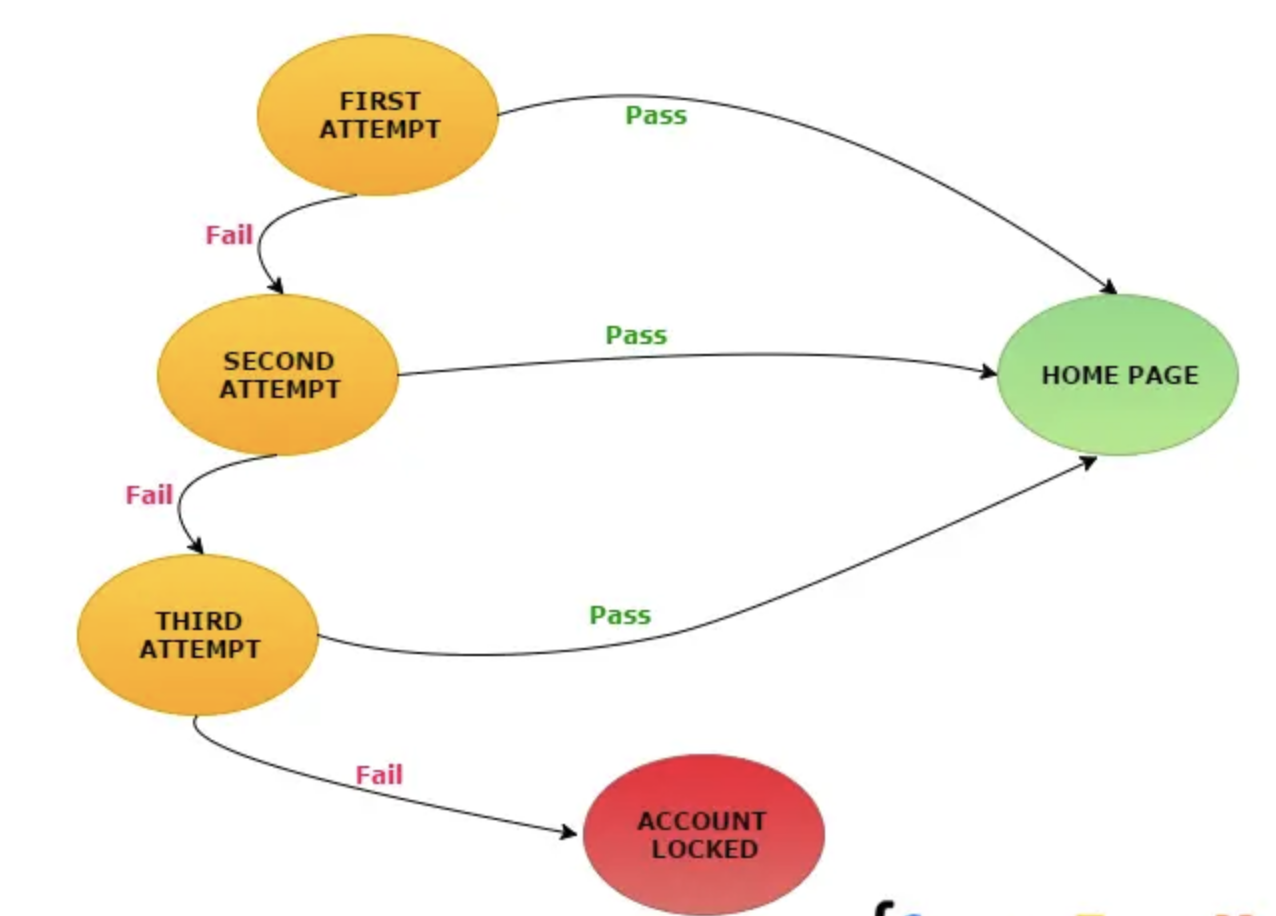 FIRST
ATTEMPT
Pass
Fail
SECOND
ATTEMPT
Pass
HOME PAGE
Fail
THIRD
ATTEMPT
Pass
Fail
ACCOUNT
LOCKED